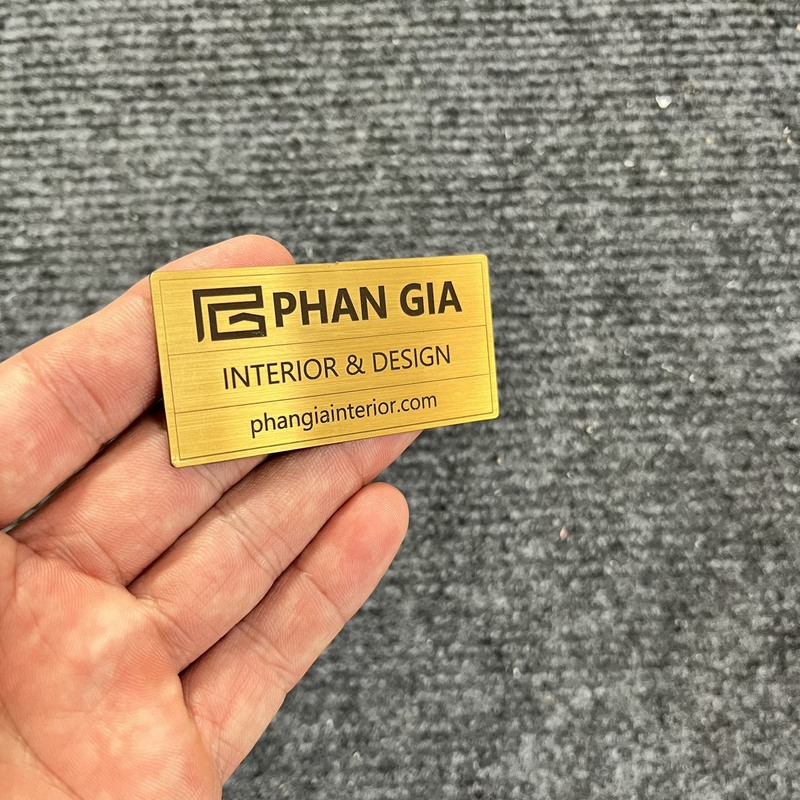 PHAN GIA
INTERIOR & DESIGN
phangiainterior.com